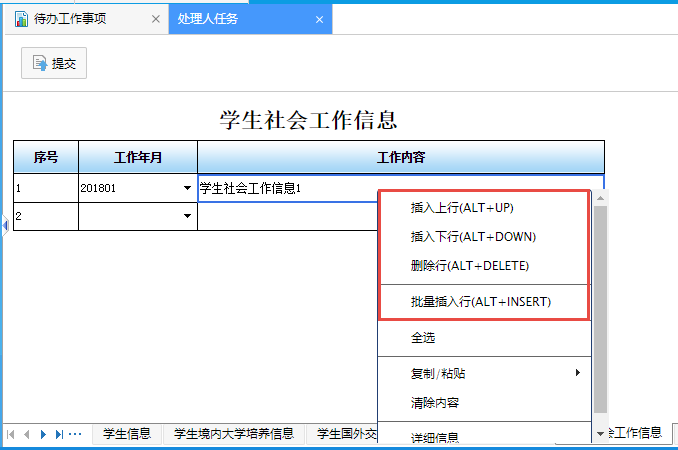 待办工作事项
处理人任务
提交
学生社会工作信息
序号 工作年月 工作内容
1 201801 学生社会工作信息1
2
插入上行(ALT+UP)
插入下行(ALT+DOWN)
删除行(ALT+DELETE)
批量插入行(ALT+INSERT)
全选
复制/粘贴
清除内容
详细信息
学生信息 学生境内大学培养信息 学生国外交 会工作信息